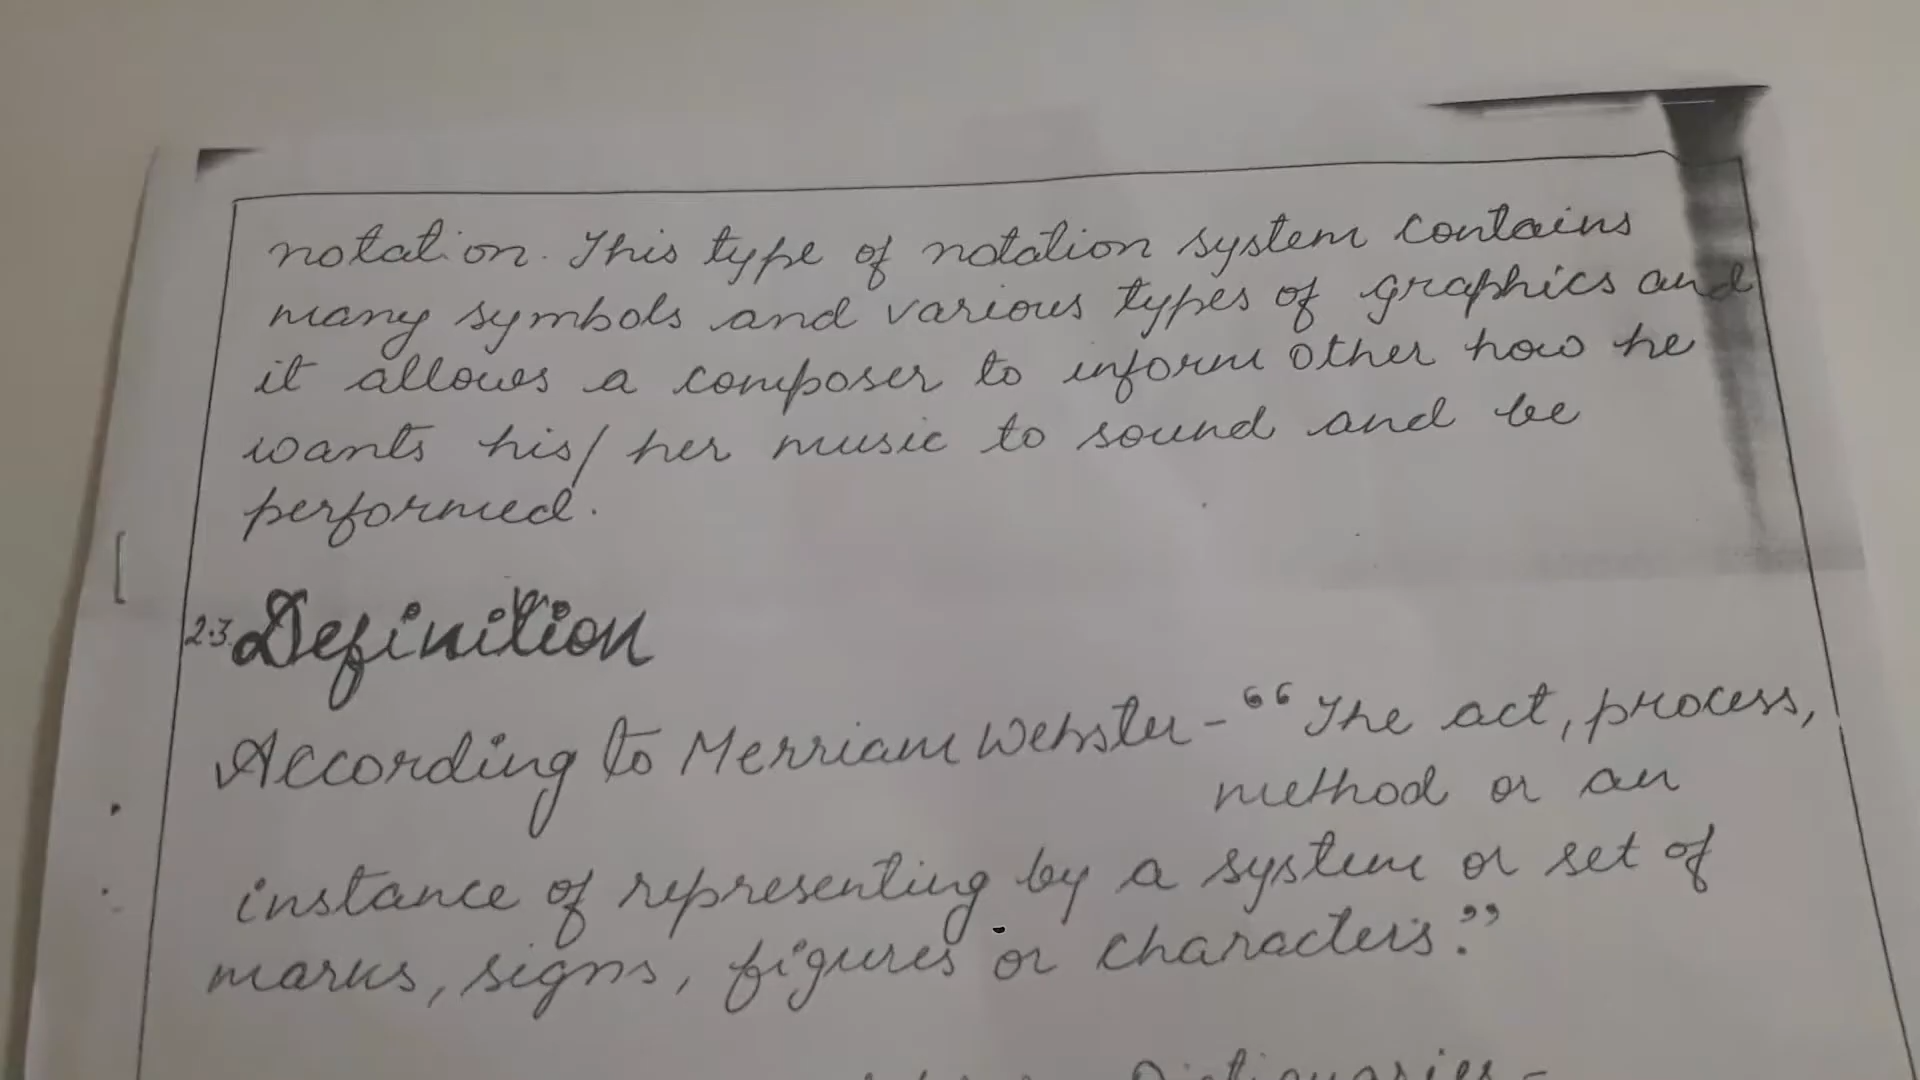 notation. This type of notation system contains
many symbols and various types of graphics and
it allows a composer to inform other how he
wants his/ her music to sound and be
performed.
2.3. Definition
According to Merriam Webster - “ The act, process,
method or an
instance of representing by a system or set of
marks, signs, figures or characters.”
Dictionaries -